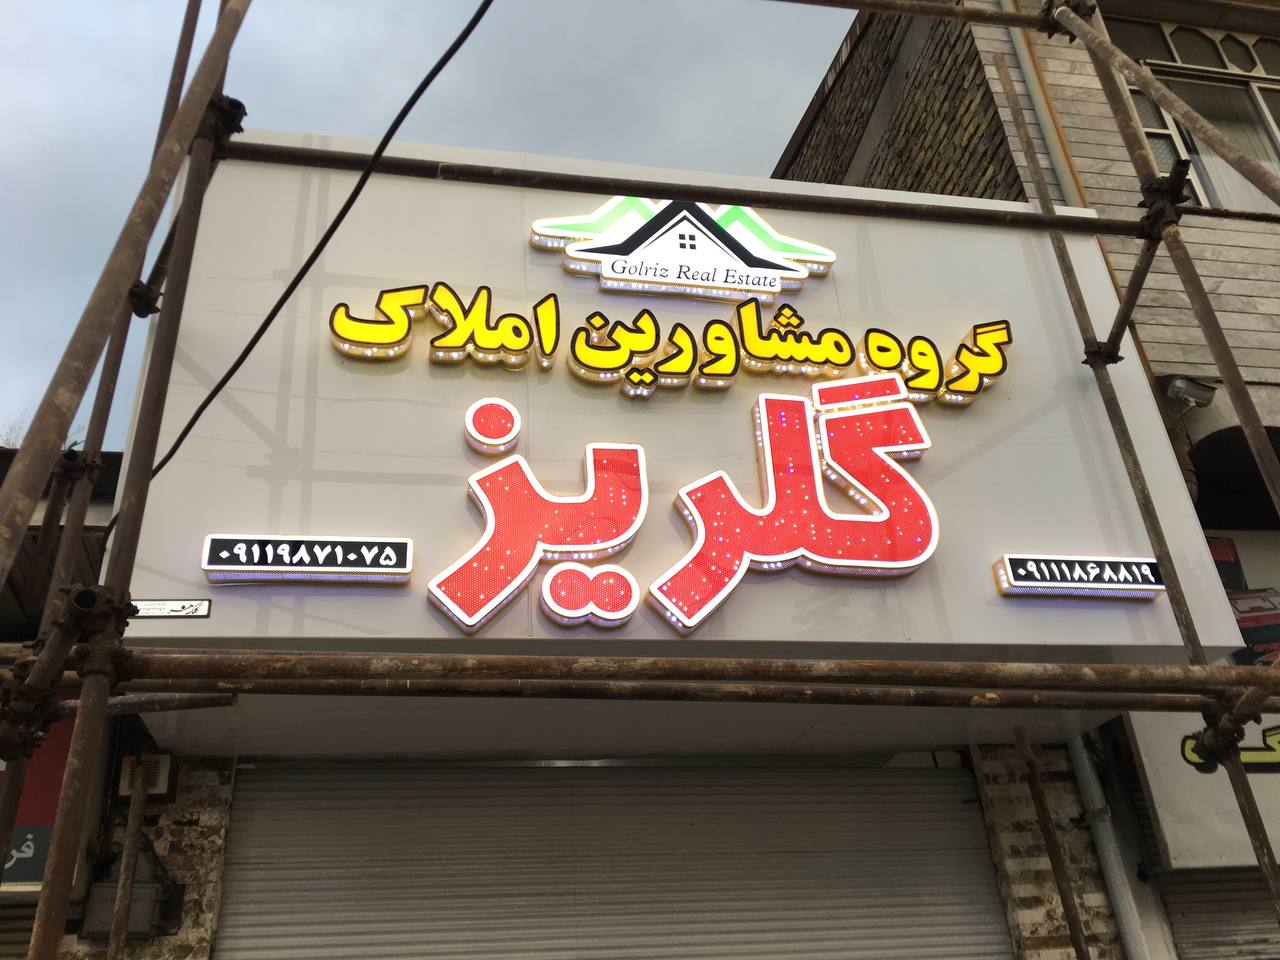 Golriz Real Estate
گروه مشاورین املاک
گلریز
۰۹۱۱۱۸۶۸۸۱۹
۰۹۱۱۹۸۷۱۰۷۵